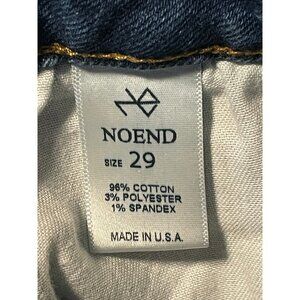 NOEND
SIZE 29
96% COTTON
3% POLYESTER
1% SPANDEX
MADE IN U.S.A.